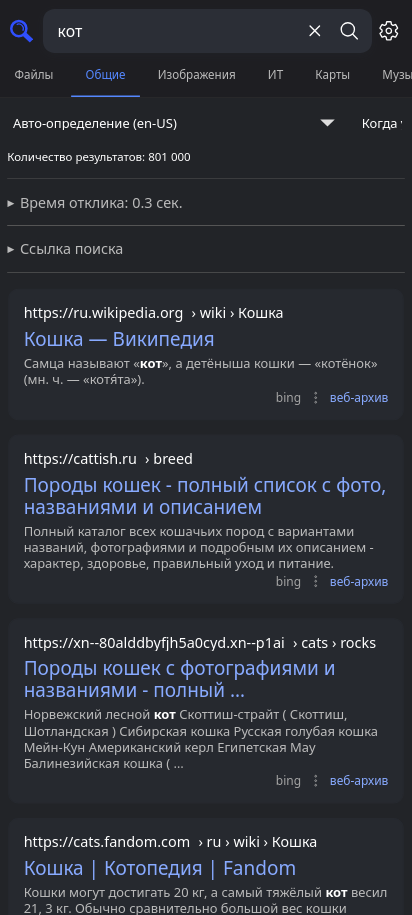 кот
Файлы Общие Изображения ИТ Карты Музы
Авто-определение (en-US) Когда
Количество результатов: 801 000
Время отклика: 0.3 сек.
Ссылка поиска
https://ru.wikipedia.org › wiki › Кошка
Кошка — Википедия
Самца называют «кот», а детёныша кошки — «котёнок»
(мн. ч. — «котя́та»).
bing ⋮ веб-архив
https://cattish.ru › breed
Породы кошек - полный список с фото,
названиями и описанием
Полный каталог всех кошачьих пород с вариантами
названий, фотографиями и подробным их описанием -
характер, здоровье, правильный уход и питание.
bing ⋮ веб-архив
https://xn--80alddbyfjh5a0cyd.xn--p1ai › cats › rocks
Породы кошек с фотографиями и
названиями - полный ...
Норвежский лесной кот Скоттиш-страйт ( Скоттиш,
Шотландская ) Сибирская кошка Русская голубая кошка
Мейн-Кун Американский керл Египетская Мау
Балинезийская кошка ( ...
bing ⋮ веб-архив
https://cats.fandom.com › ru › wiki › Кошка
Кошка | Котопедия | Fandom
Кошки могут достигать 20 кг, а самый тяжёлый кот весил
21, 3 кг. Обычно сравнительно большой вес кошки